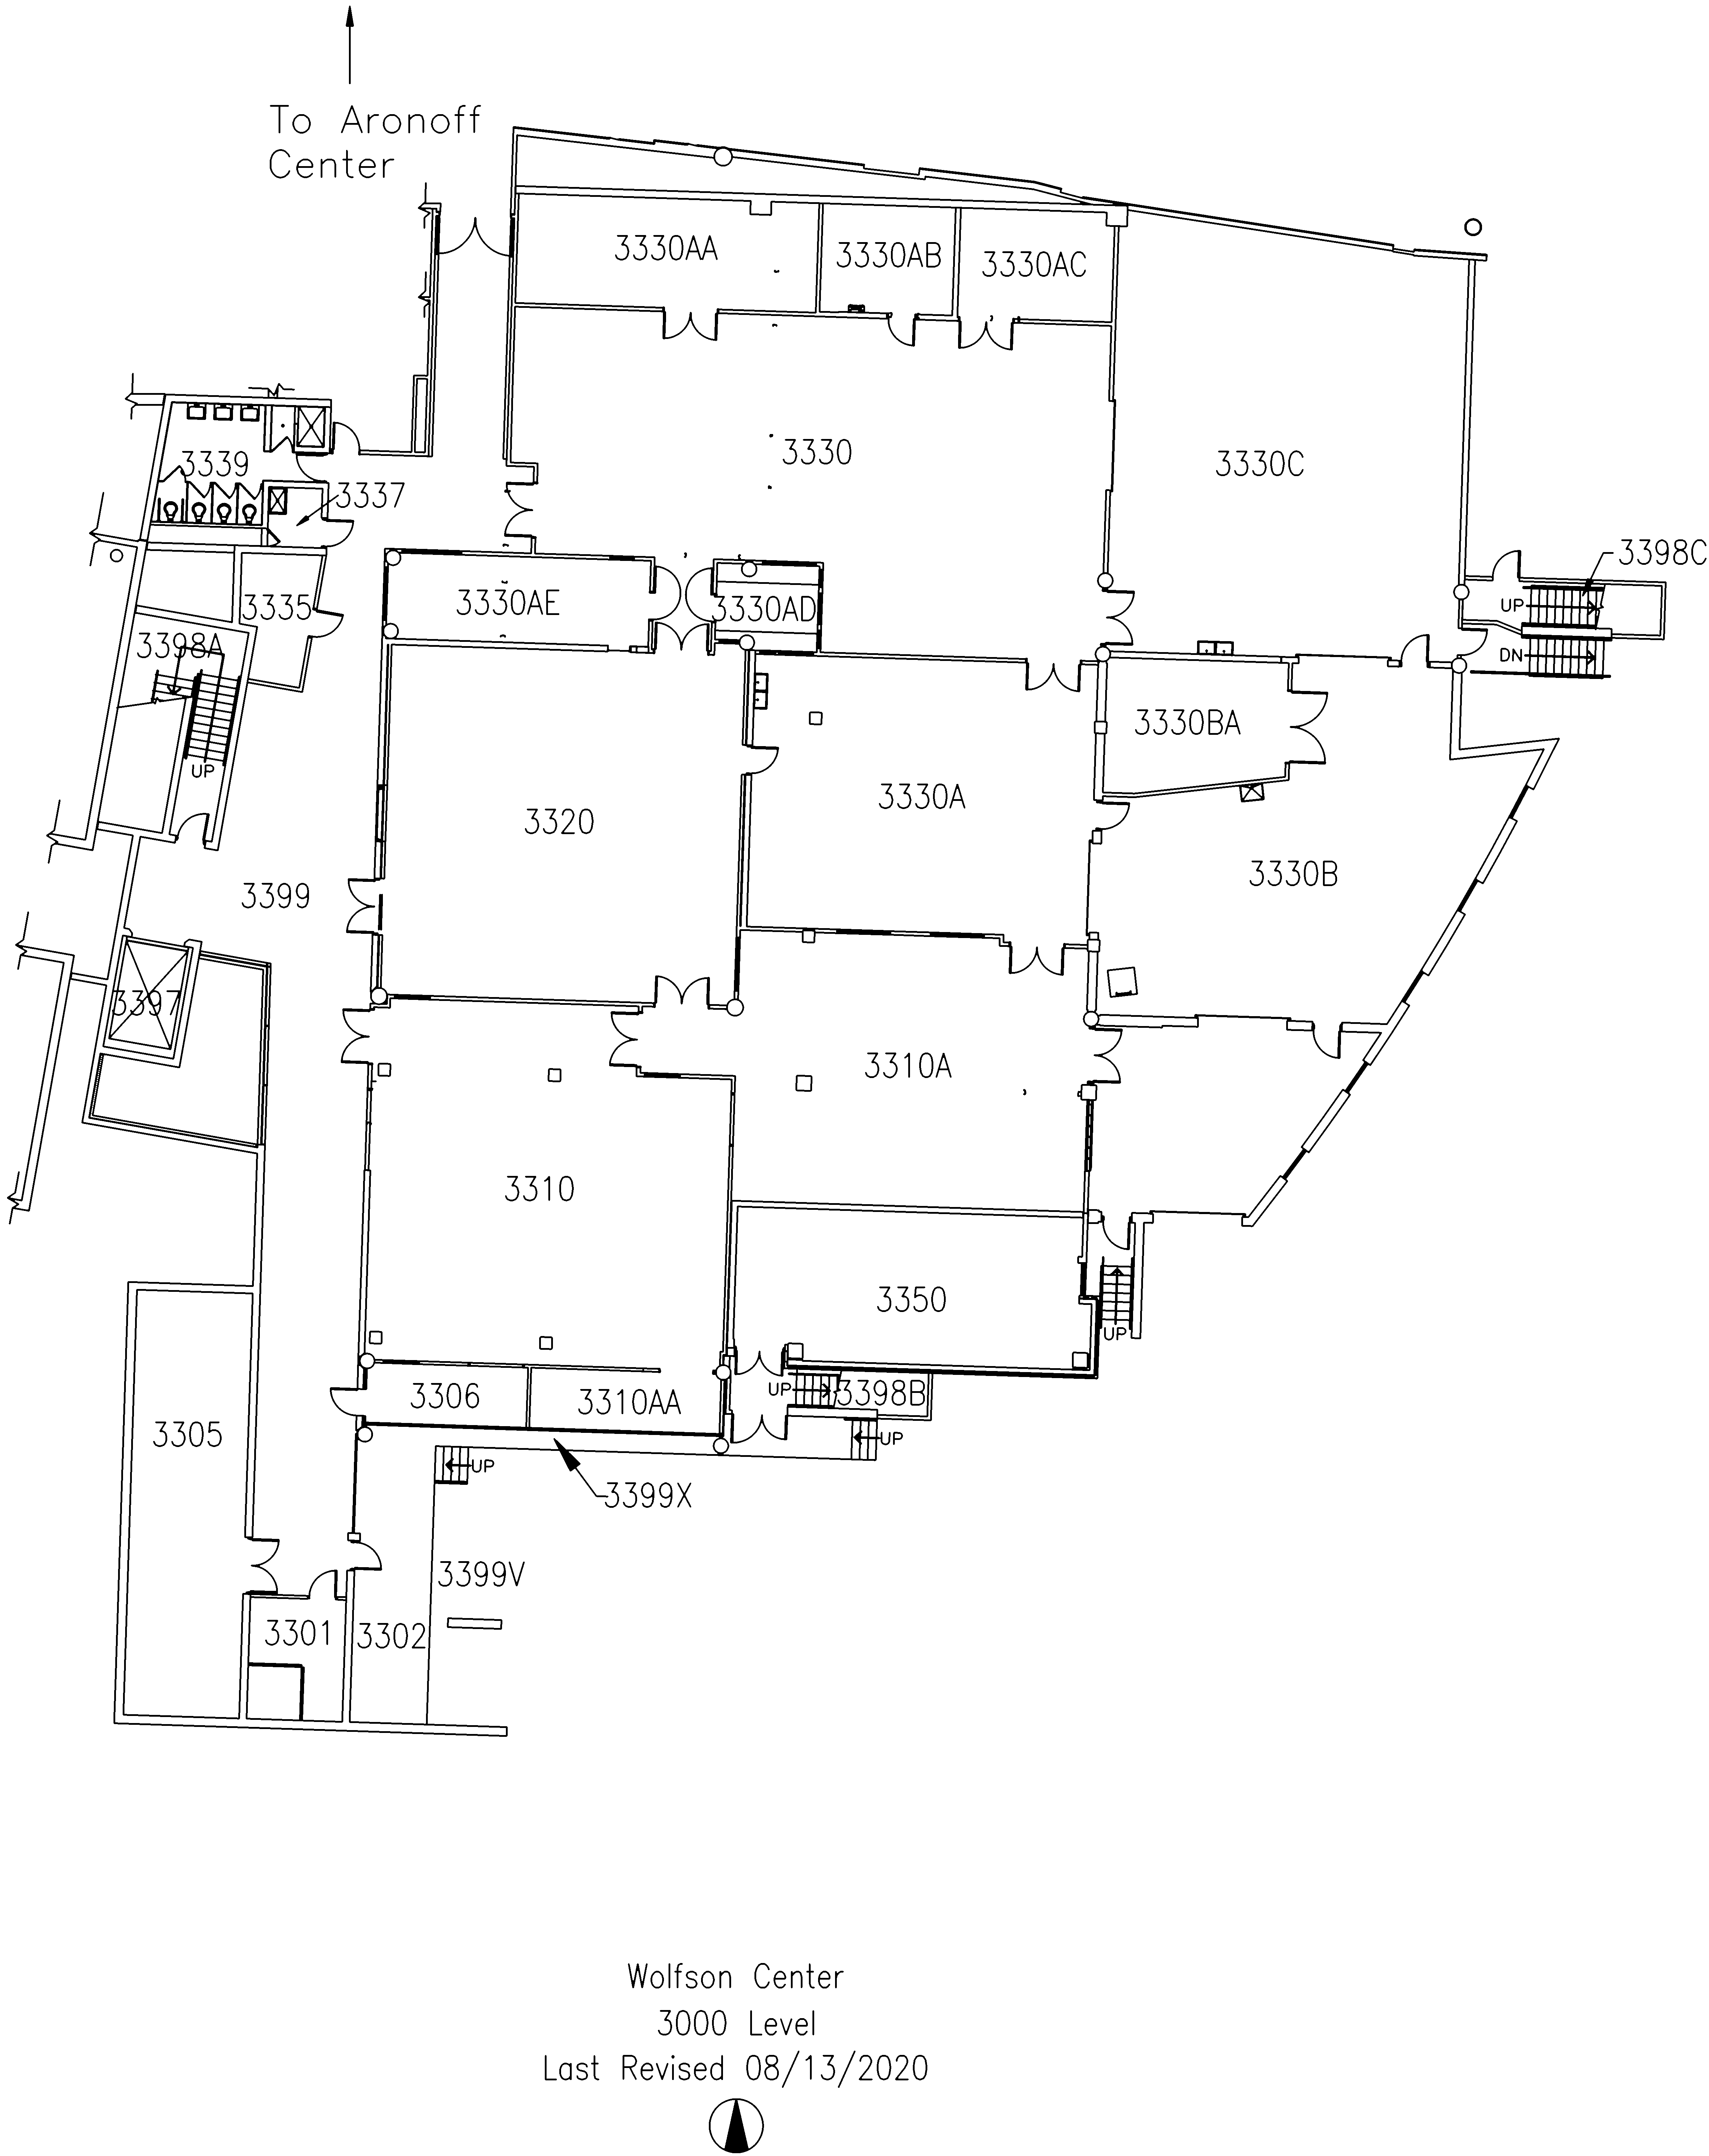 To Aronoff
Center
3330AA
3330AB
3330AC
3330
3330C
3339
3337
3398C
UP
DN
3335
3330AE
3330AD
3398A
UP
3330BA
3320
3330A
3330B
3399
3397
3310A
3310
3350
UP
3306
3310AA
UP
3398B
3305
UP
UP
3399X
3399V
3301
3302
Wolfson Center
3000 Level
Last Revised 08/13/2020